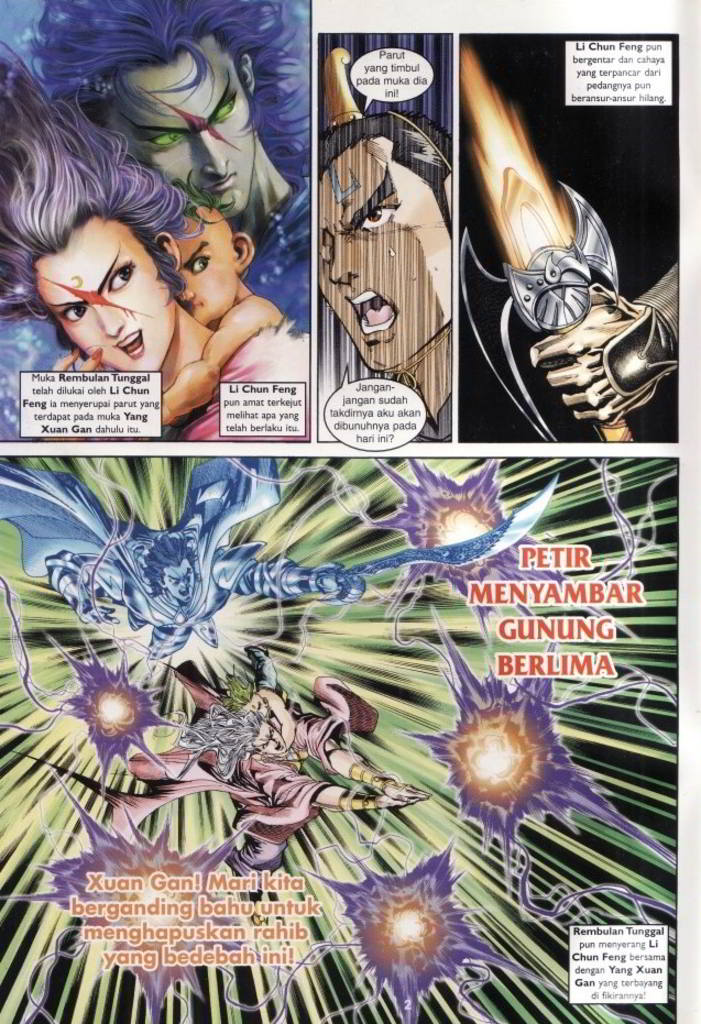 Muka Rembulan Tunggal
telah dilukai oleh Li Chun
Feng ia menyerupai parut yang
terdapat pada muka Yang
Xuan Gan dahulu itu.
Li Chun Feng
pun amat terkejut
melihat apa yang
telah berlaku itu.
Parut
yang timbul
pada muka dia
ini!
Jangan-
jangan sudah
takdirnya aku akan
dibunuhnya pada
hari ini?
Li Chun Feng pun
bergentar dan cahaya
yang terpancar dari
pedangnya pun
beransur-ansur hilang.
PETIR
MENYAMBAR
GUNUNG
BERLIMA
Xuan Gan! Mari kita
berganding bahu untuk
menghapuskan rahib
yang bedebah ini!
Rembulan Tunggal
pun menyerang Li
Chun Feng bersama
dengan Yang Xuan
Gan yang terbayang
di fikirannya!
2